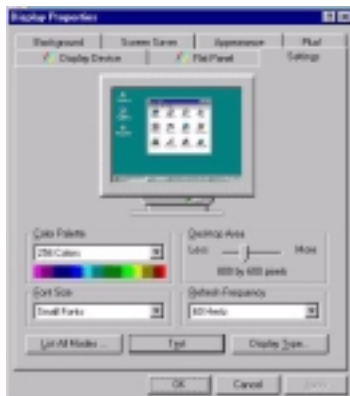 Display Properties
Background Screen Saver Appearance Plus!
Display Device Flat Panel Settings
Color Palette
256 Colors
Desktop Area
Less More
800 by 600 pixels
Font Size
Small Fonts
Refresh Frequency
60 Hertz
List All Modes ... Test Display Type...
OK Cancel Apply